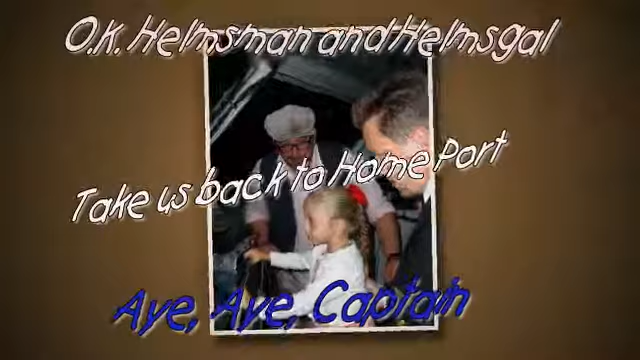 O.K. Helmsman and Helmsgal
Take us back to Home Port
Aye, Aye, Captain